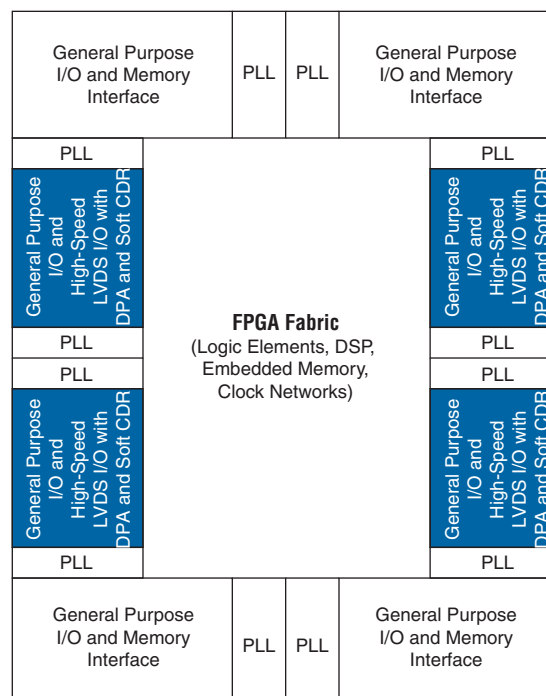 General Purpose
I/O and Memory
Interface
PLL
PLL
General Purpose
I/O and Memory
Interface
PLL
General Purpose
I/O and
High-Speed
LVDS I/O with
DPA and Soft CDR
PLL
PLL
General Purpose
I/O and
High-Speed
LVDS I/O with
DPA and Soft CDR
PLL
FPGA Fabric
(Logic Elements, DSP,
Embedded Memory,
Clock Networks)
PLL
General Purpose
I/O and
High-Speed
LVDS I/O with
DPA and Soft CDR
PLL
PLL
General Purpose
I/O and
High-Speed
LVDS I/O with
DPA and Soft CDR
PLL
General Purpose
I/O and Memory
Interface
PLL
PLL
General Purpose
I/O and Memory
Interface